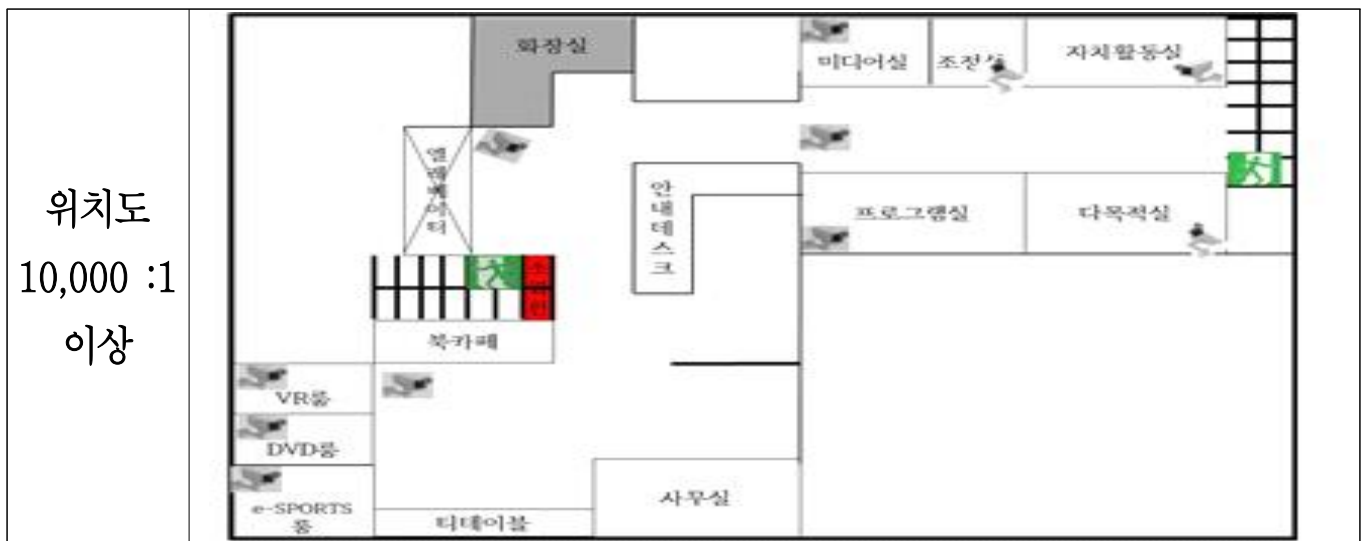 위치도
10,000 :1
이상
화장실
미디어실
조정실
자치활동실
엘리베이터
안내데스크
프로그램실
다목적실
북카페
VR룸
DVD룸
e-SPORTS
룸
티테이블
사무실